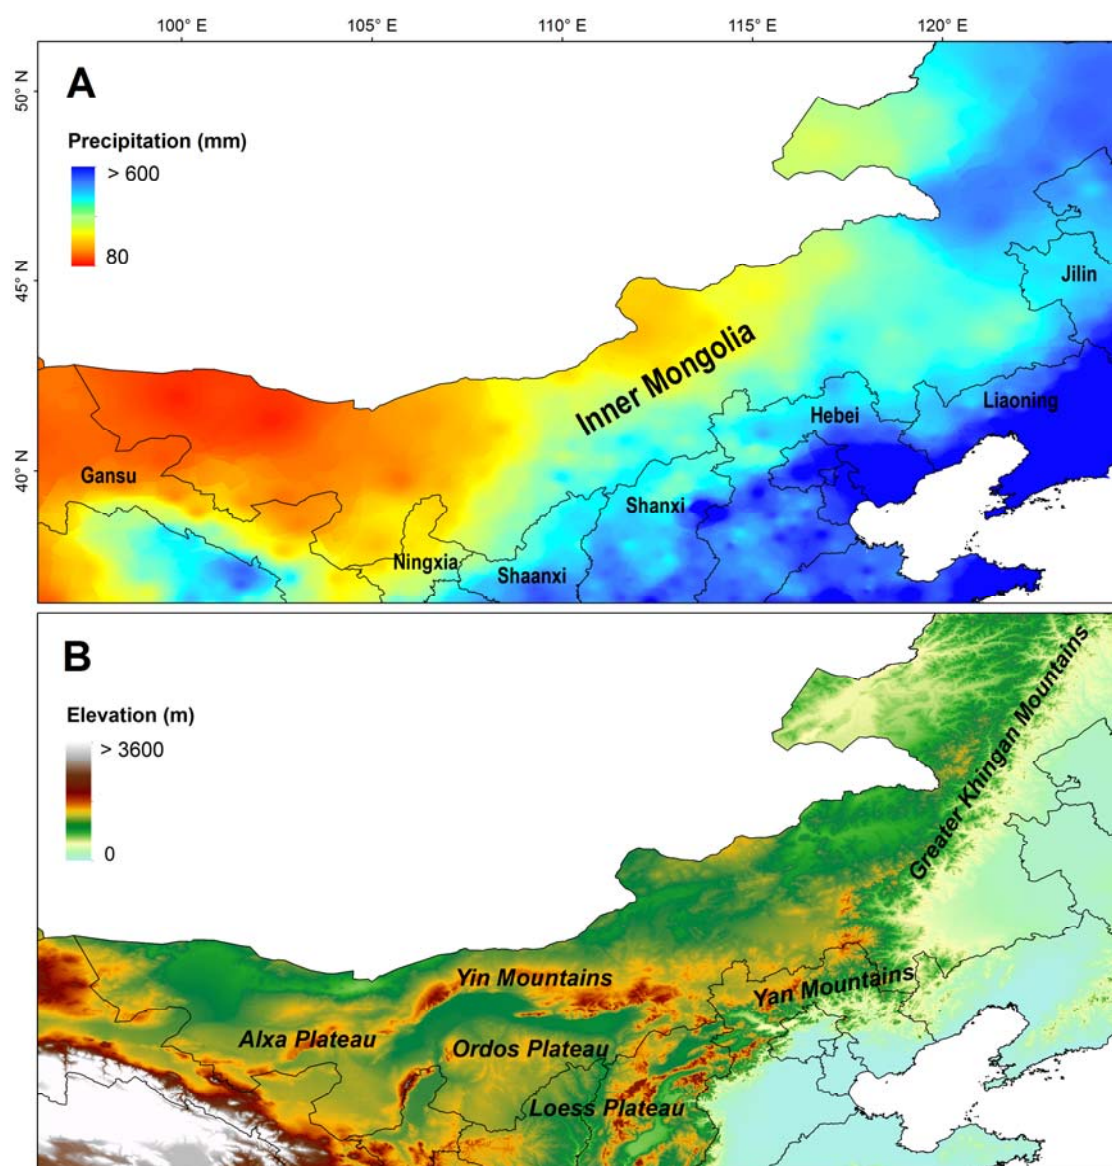 100° E 105° E 110° E 115° E 120° E
A
50° N
Precipitation (mm)
> 600
80
45° N
Jilin
Inner Mongolia
Hebei
Liaoning
40° N
Gansu
Shanxi
Ningxia
Shaanxi
B
Elevation (m)
> 3600
0
Greater Khingan Mountains
Yin Mountains
Yan Mountains
Alxa Plateau
Ordos Plateau
Loess Plateau